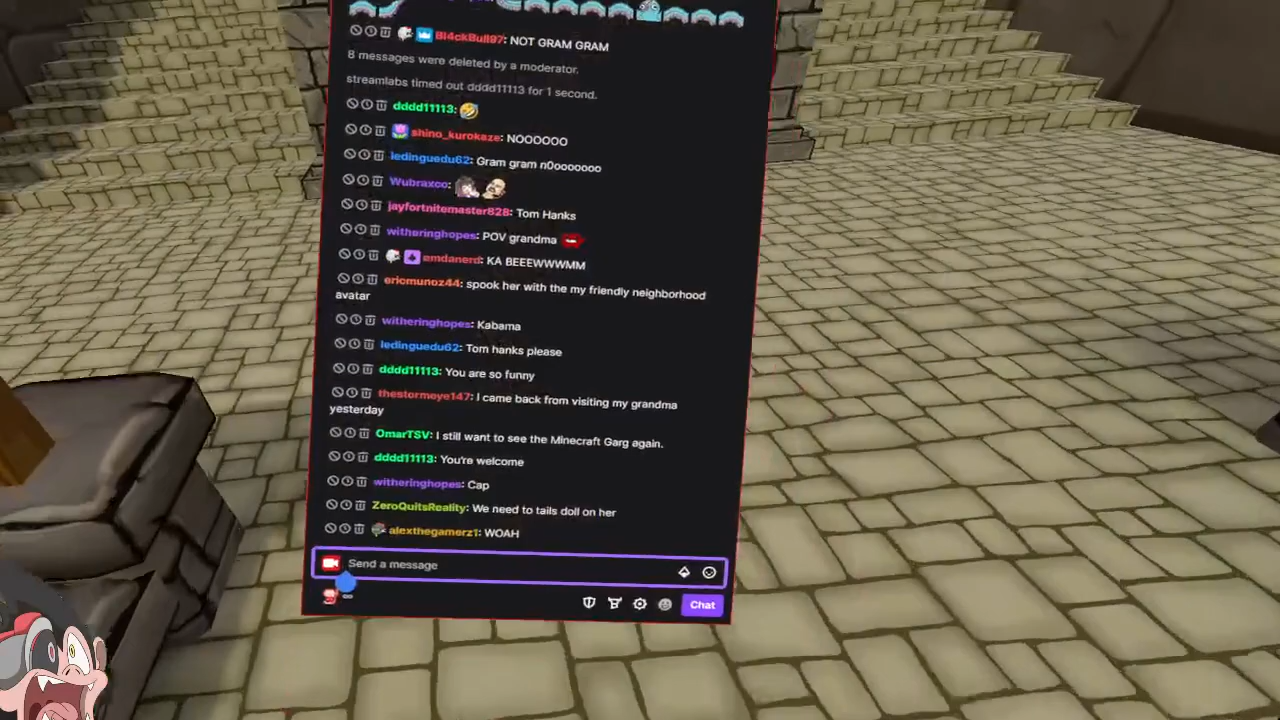 Bl4ckBull97: NOT GRAM GRAM
8 messages were deleted by a moderator.
streamlabs timed out dddd11113 for 1 second.
dddd11113:
shino_kurokaze: NOOOOOO
ledinguedu62: Gram gram n0ooooooo
Wubraxco:
jayfortnitemaster828: Tom Hanks
witheringhopes: POV grandma
emdanerd: KA BEEEWWWMM
ericmunoz44: spook her with the my friendly neighborhood
avatar
witheringhopes: Kabama
ledinguedu62: Tom hanks please
dddd11113: You are so funny
thestormeye147: I came back from visiting my grandma
yesterday
OmarTSV: I still want to see the Minecraft Garg again.
dddd11113: You're welcome
witheringhopes: Cap
ZeroQuitsReality: We need to tails doll on her
alexthegamerz1: WOAH
Send a message
Chat